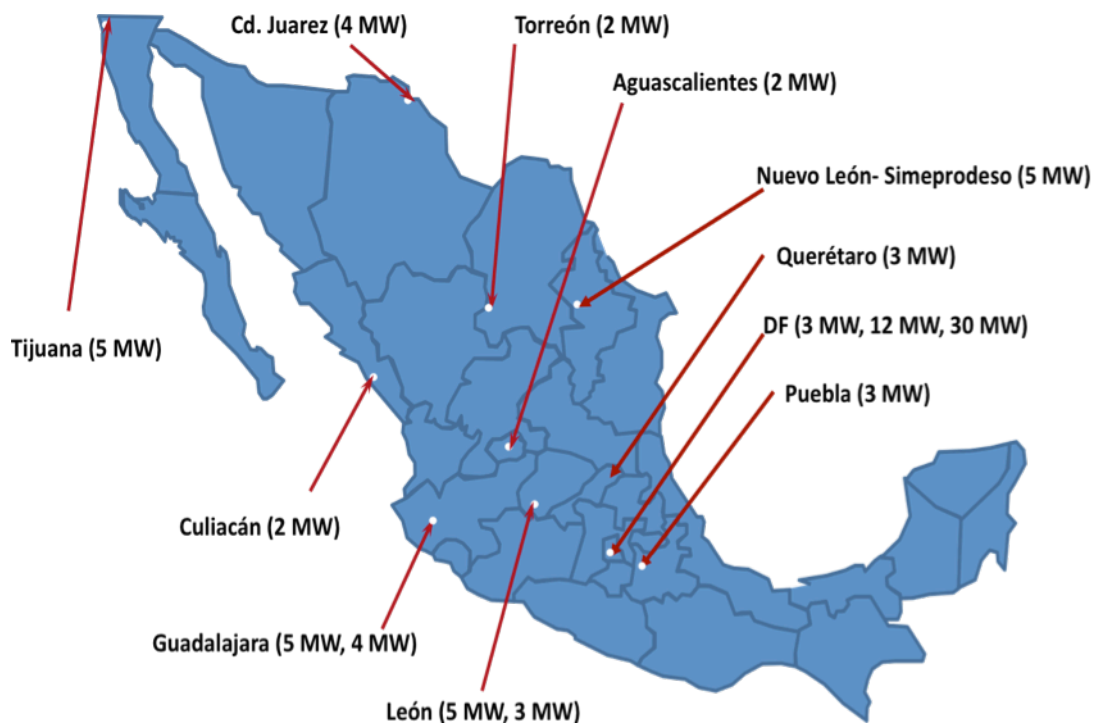 Cd. Juarez (4 MW)
Torreón (2 MW)
Aguascalientes (2 MW)
Nuevo León- Simeprodeso (5 MW)
Querétaro (3 MW)
DF (3 MW, 12 MW, 30 MW)
Tijuana (5 MW)
Puebla (3 MW)
Culiacán (2 MW)
Guadalajara (5 MW, 4 MW)
León (5 MW, 3 MW)